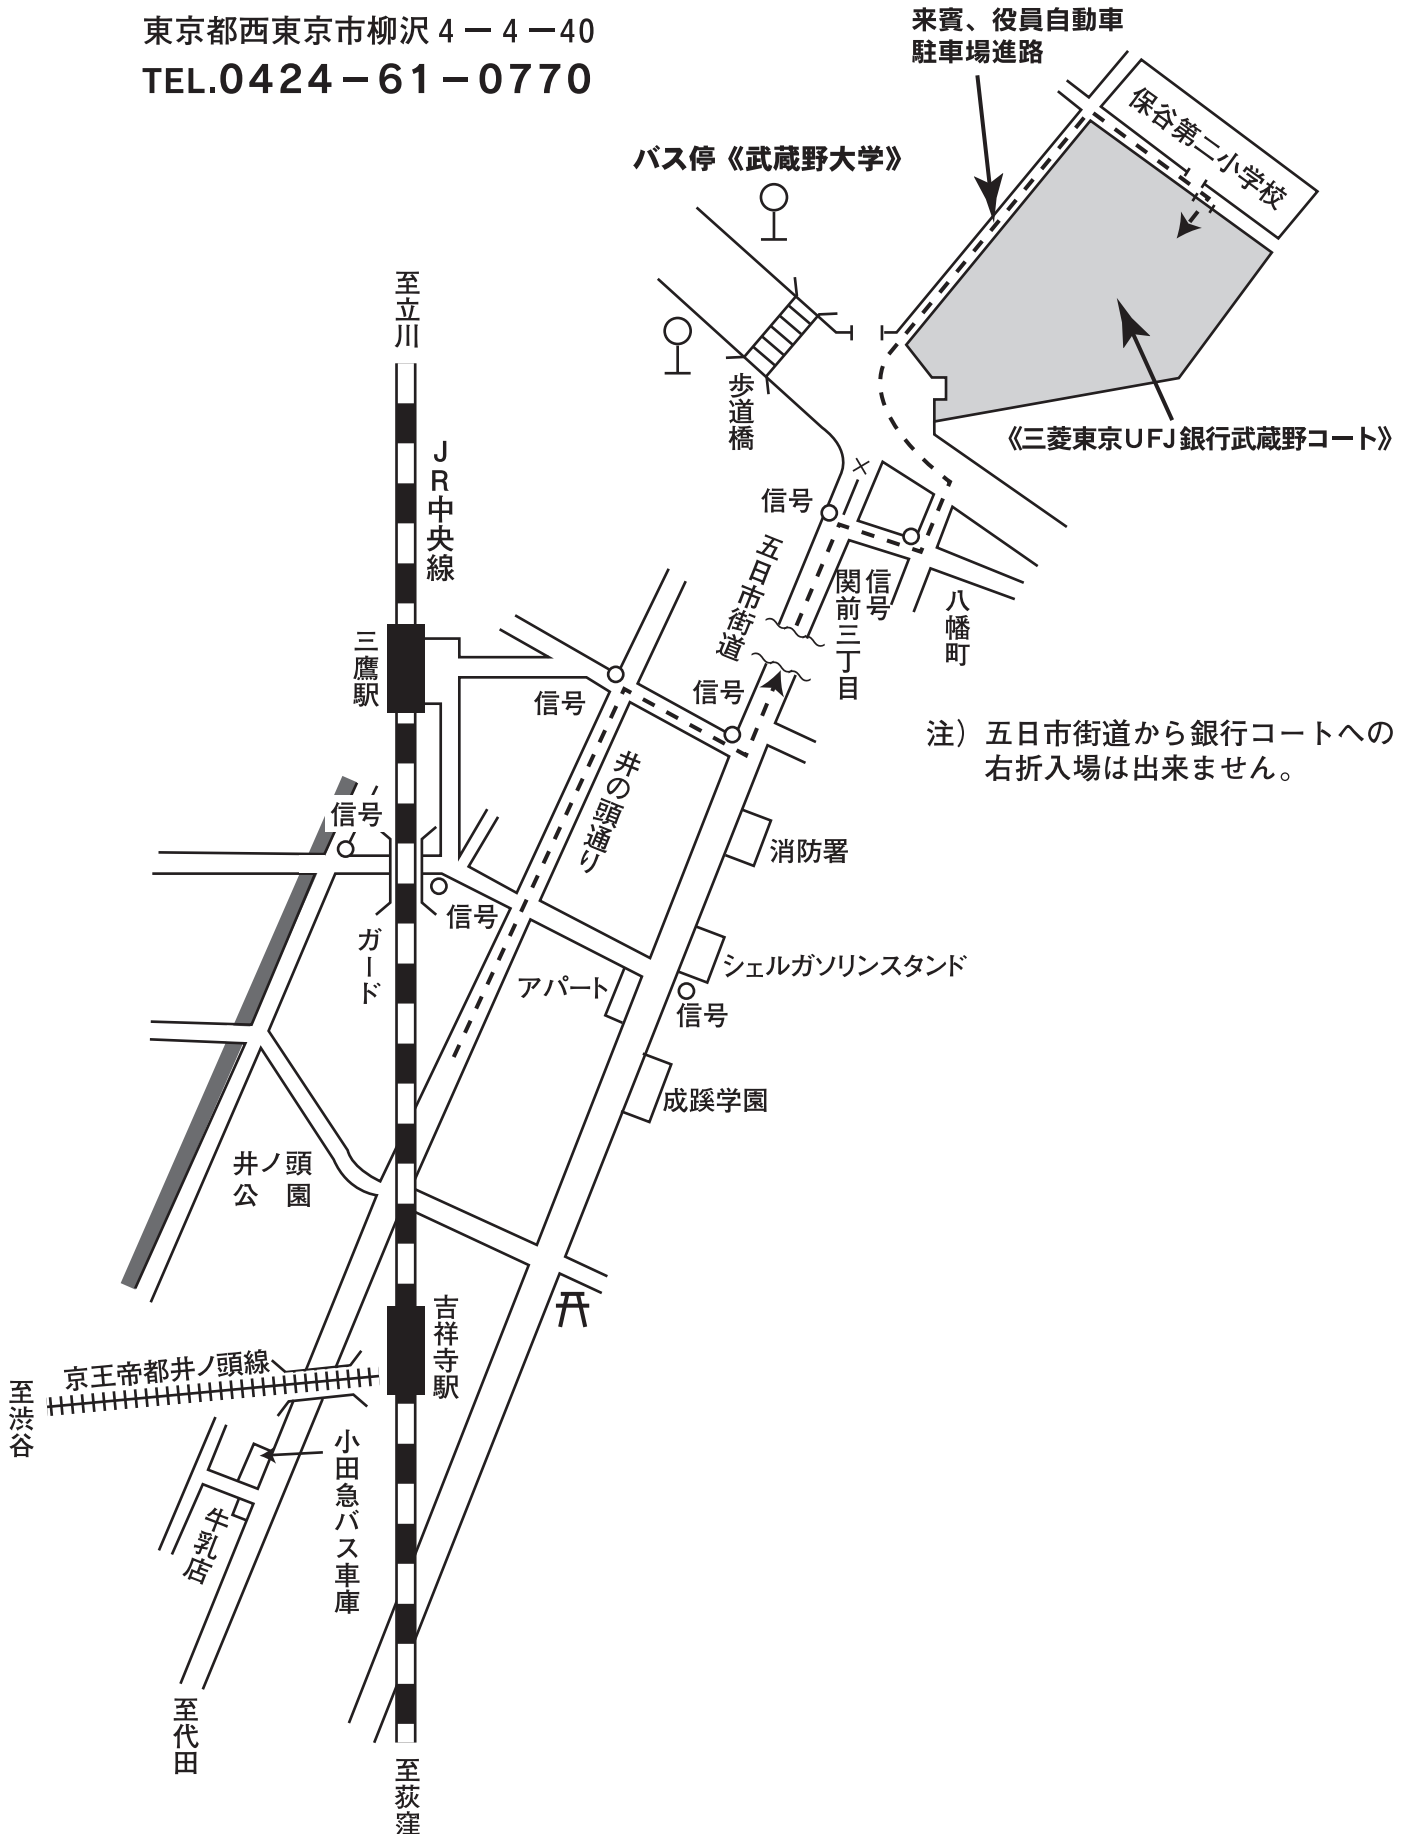 東京都西東京市柳沢4－4－40
TEL.0424－61－0770
来賓、役員自動車
駐車場進路
保谷第二小学校
バス停《武蔵野大学》
至立川
歩道橋
《三菱東京UFJ銀行武蔵野コート》
JR中央線
信号
五日市街道
関前三丁目
信号
八幡町
三鷹駅
信号
信号
注）五日市街道から銀行コートへの
右折入場は出来ません。
井の頭通り
信号
消防署
信号
ガード
シェルガソリンスタンド
アパート
信号
成蹊学園
井ノ頭
公園
吉祥寺駅
京王帝都井ノ頭線
至渋谷
小田急バス車庫
牛乳店
至代田
至荻窪